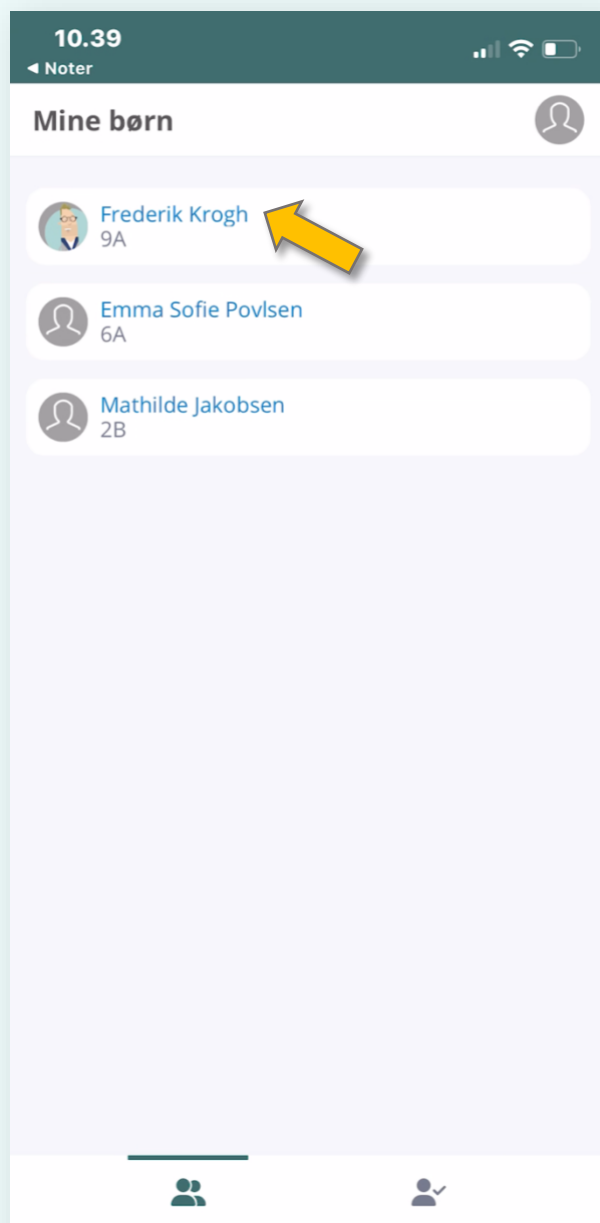 10.39
◀ Noter
Mine børn
Frederik Krogh
9A
Emma Sofie Povlsen
6A
Mathilde Jakobsen
2B